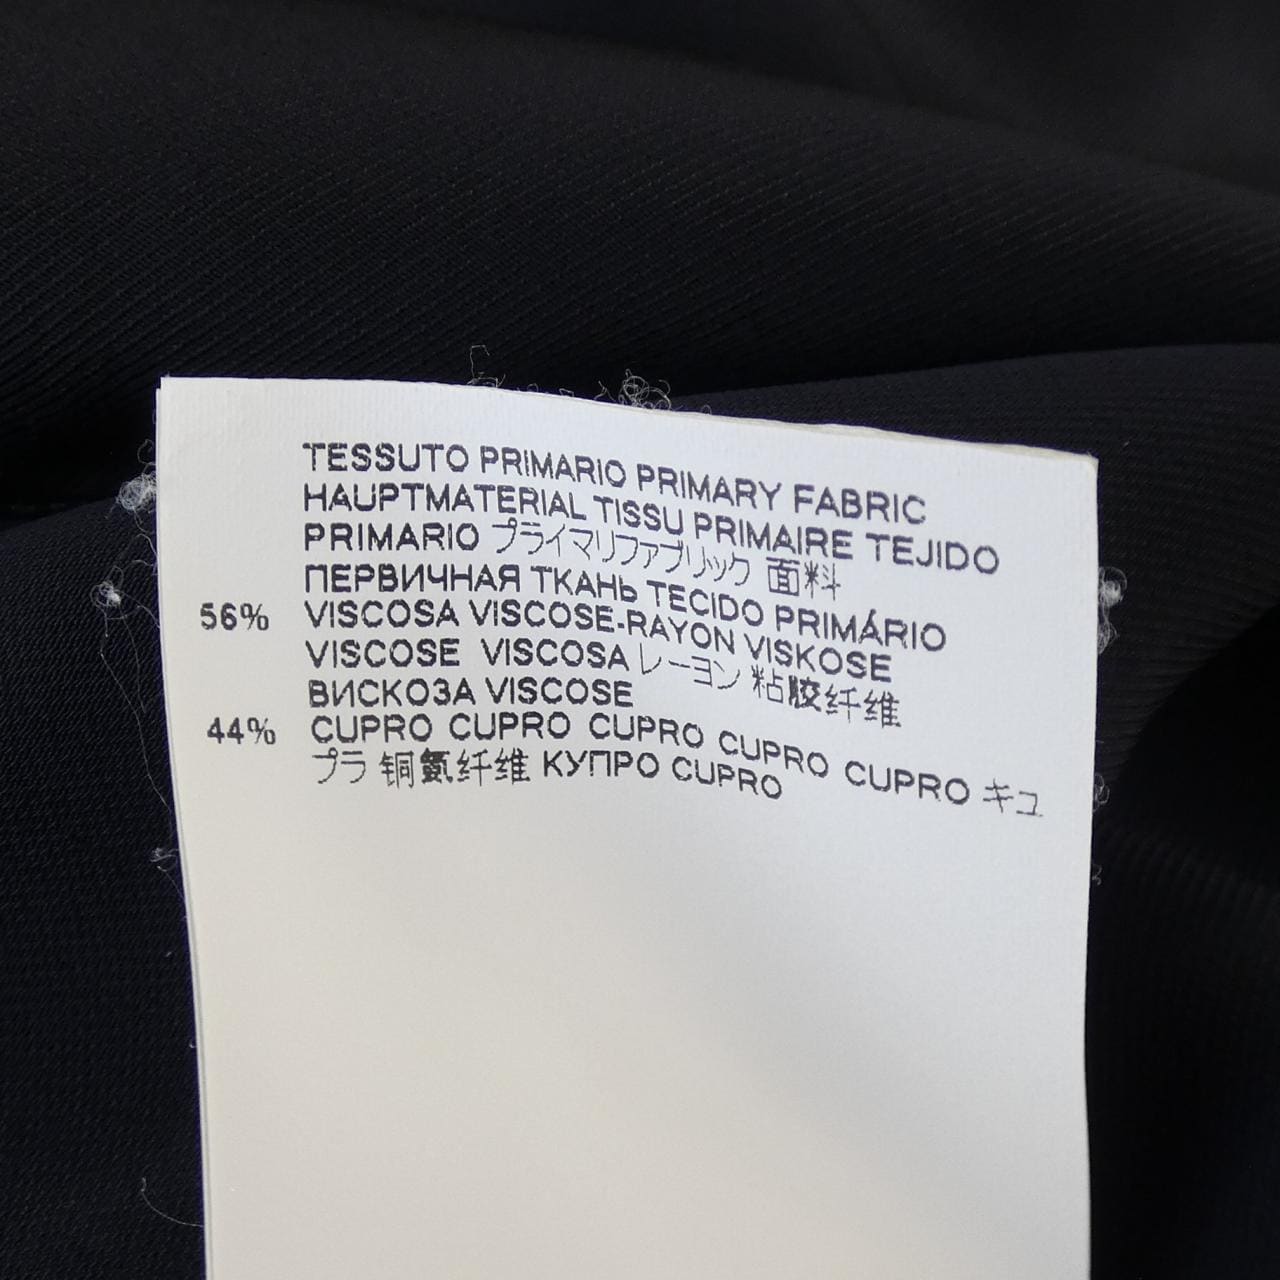 TESSUTO PRIMARIO PRIMARY FABRIC
HAUPTMATERIAL TISSU PRIMAIRE TEJIDO
PRIMARIO プライマリファブリック 面料
ПЕРВИЧНАЯ ТКАНЬ TECIDO PRIMÁRIO
56% VISCOSA VISCOSE-RAYON VISKOSE
VISCOSE VISCOSA レーヨン 粘胶纤维
ВИСКОЗА VISCOSE
44% CUPRO CUPRO CUPRO CUPRO CUPRO キュ
プラ 铜氨纤维 КУПРО CUPRO